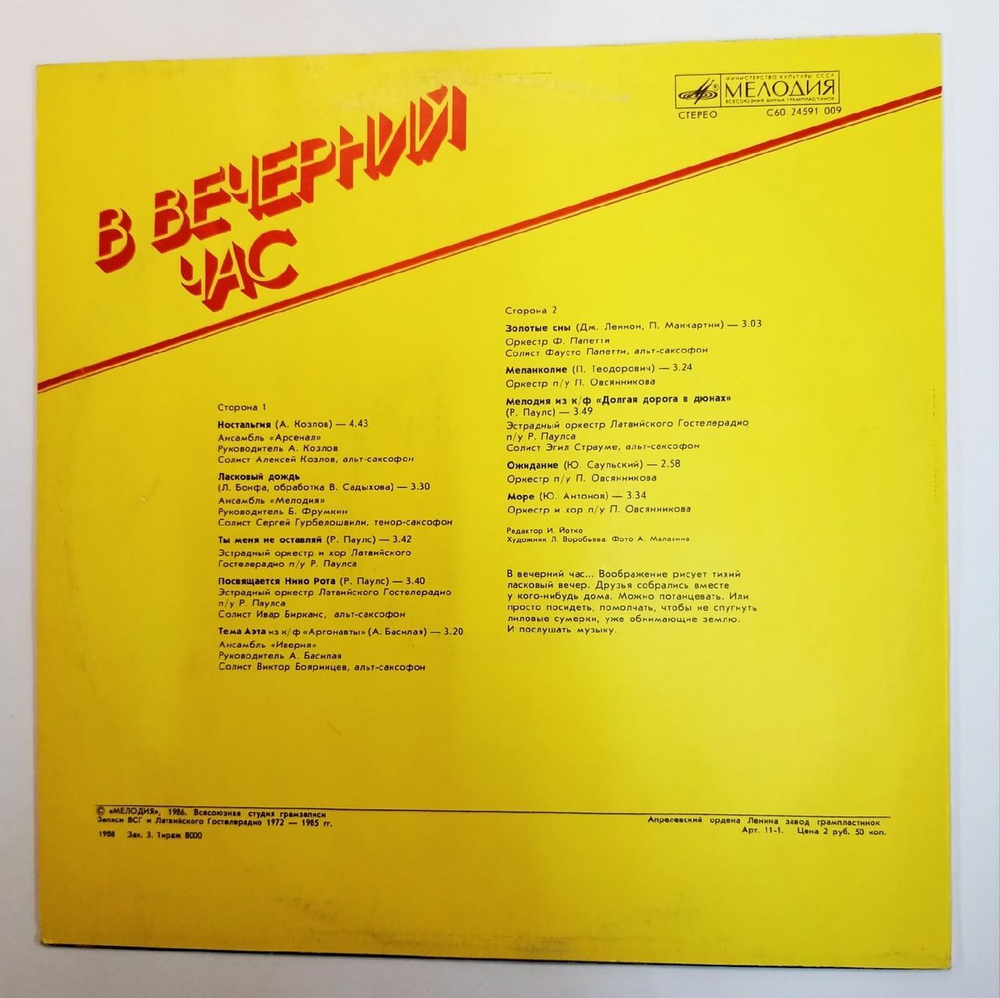 В ВЕЧЕРНИЙ
ЧАС
МИНИСТЕРСТВО КУЛЬТУРЫ СССР
МЕЛОДИЯ
ВСЕСОЮЗНАЯ ФИРМА ГРАМПЛАСТИНОК
СТЕРЕО С60 24591 009
Сторона 1
Ностальгия (А. Козлов) — 4.43
Ансамбль «Арсенал»
Руководитель А. Козлов
Солист Алексей Козлов, альт-саксофон
Ласковый дождь
(Л. Бонфа, обработка В. Садыхова) — 3.30
Ансамбль «Мелодия»
Руководитель Б. Фрумкин
Солист Сергей Гурбелошвили, тенор-саксофон
Ты меня не оставляй (Р. Паулс) — 3.42
Эстрадный оркестр и хор Латвийского
Гостелерадио п/у Р. Паулса
Посвящается Нино Рота (Р. Паулс) — 3.40
Эстрадный оркестр Латвийского Гостелерадио
п/у Р. Паулса
Солист Ивар Бирканс, альт-саксофон
Тема Аэта из к/ф «Аргонавты» (А. Басилая) — 3.20
Ансамбль «Иверия»
Руководитель А. Басилая
Солист Виктор Бояринцев, альт-саксофон
Сторона 2
Золотые сны (Дж. Леннон, П. Маккартни) — 3.03
Оркестр Ф. Папетти
Солист Фаусто Папетти, альт-саксофон
Меланколие (П. Теодорович) — 3.24
Оркестр п/у П. Овсянникова
Мелодия из к/ф «Долгая дорога в дюнах»
(Р. Паулс) — 3.49
Эстрадный оркестр Латвийского Гостелерадио
п/у Р. Паулса
Солист Эгил Страуме, альт-саксофон
Ожидание (Ю. Саульский) — 2.58
Оркестр п/у П. Овсянникова
Море (Ю. Антонов) — 3.34
Оркестр и хор п/у П. Овсянникова
Редактор И. Йотко
Художник Л. Воробьева Фото А. Малахина
В вечерний час... Воображение рисует тихий
ласковый вечер. Друзья собрались вместе
у кого-нибудь дома. Можно потанцевать. Или
просто посидеть, помолчать, чтобы не спугнуть
лиловые сумерки, уже обнимающие землю.
И послушать музыку.
© «МЕЛОДИЯ», 1986. Всесоюзная студия грамзаписи
Записи ВСГ и Латвийского Гостелерадио 1972 — 1985 гг.
1988 Зак. 3. Тираж 8000
Апрелевский ордена Ленина завод грампластинок
Арт. 11-1. Цена 2 руб. 50 коп.